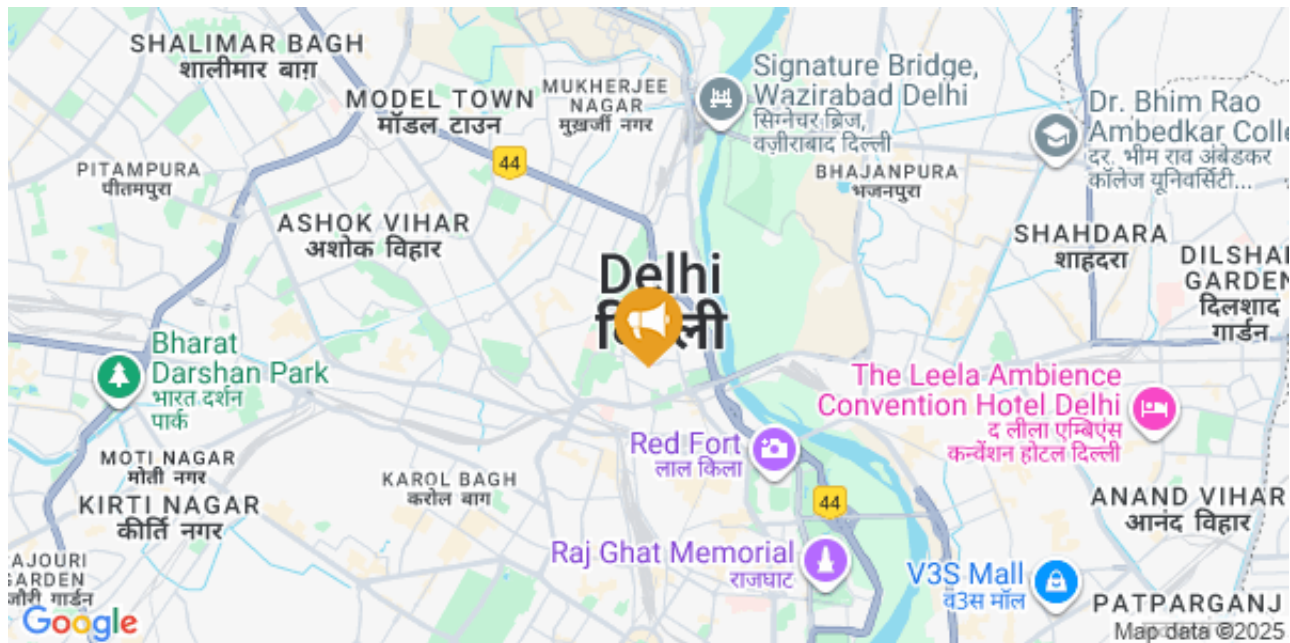 SHALIMAR BAGH
शालीमार बाग़
MODEL TOWN
मॉडल टाउन
MUKHERJEE
NAGAR
मुख़र्जी नगर
Signature Bridge,
Wazirabad Delhi
सिग्नेचर ब्रिज,
वज़ीराबाद दिल्ली
Dr. Bhim Rao
Ambedkar Colle
दर. भीम राव अंबेडकर
कॉलेज यूनिवर्सिटी...
PITAMPURA
पीतमपुरा
44
BHAJANPURA
भजनपुरा
ASHOK VIHAR
अशोक विहार
SHAHDARA
शाहदरा
DILSHA
GARDEN
दिलशाद
गार्डन
Delhi
Bharat
Darshan Park
भारत दर्शन
पार्क
The Leela Ambience
Convention Hotel Delhi
द लीला एम्बिएंस
कन्वेंशन होटल दिल्ली
Red Fort
लाल किला
MOTI NAGAR
मोती नगर
KAROL BAGH
करोल बाग
KIRTI NAGAR
कीर्ति नगर
44
ANAND VIHAR
आनंद विहार
Raj Ghat Memorial
राजघाट
V3S Mall
व3स मॉल
AJOURI
GARDEN
जौरी गार्डन
PATPARGANJ
Google
Map data ©2025